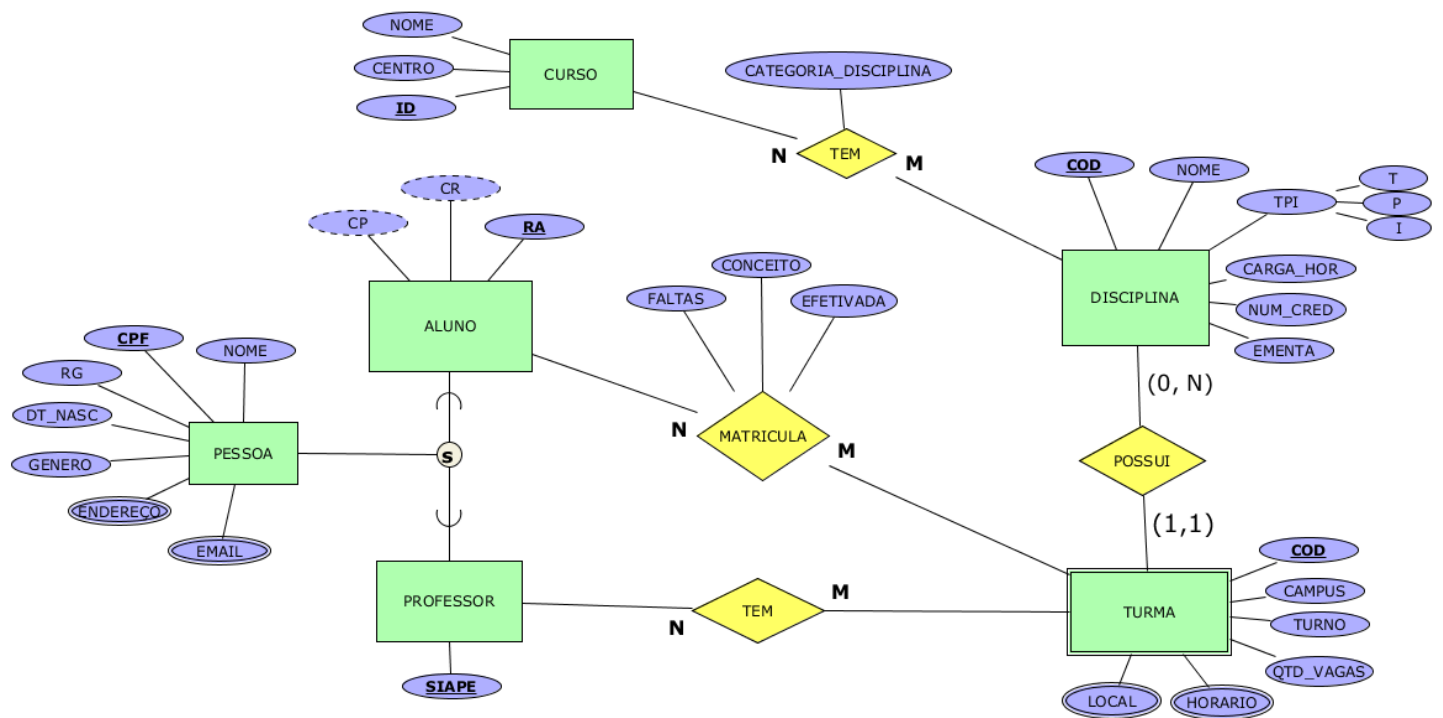 NOME
CURSO
CENTRO
ID
CATEGORIA_DISCIPLINA
N
TEM
M
COD
NOME
TPI
T
P
I
CR
CP
RA
ALUNO
CONCEITO
FALTAS
EFETIVADA
CARGA_HOR
DISCIPLINA
NUM_CRED
EMENTA
CPF
NOME
RG
DT_NASC
GENERO
PESSOA
ENDEREÇO
EMAIL
s
N
MATRICULA
M
(0, N)
POSSUI
(1,1)
PROFESSOR
SIAPE
N
TEM
M
TURMA
COD
CAMPUS
TURNO
QTD_VAGAS
LOCAL
HORARIO